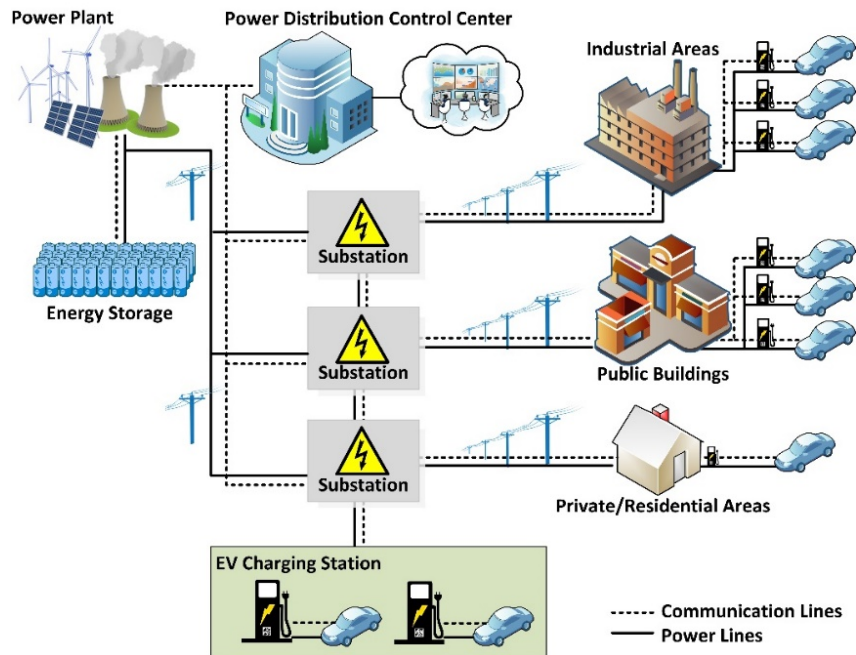 Power Plant
Power Distribution Control Center
Industrial Areas
Substation
Energy Storage
Substation
Public Buildings
Substation
Private/Residential Areas
EV Charging Station
Communication Lines
Power Lines